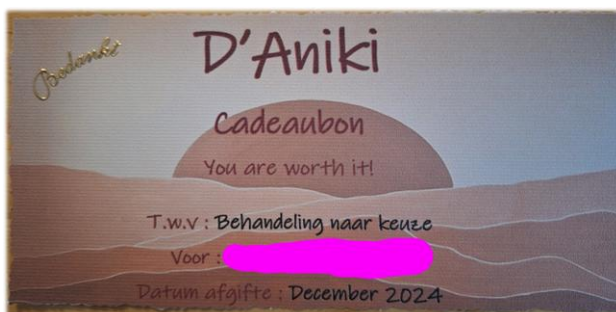 Bedankt
D'Aniki
Cadeaubon
You are worth it!
T.w.v : Behandeling naar keuze
Voor :
Datum afgifte : December 2024